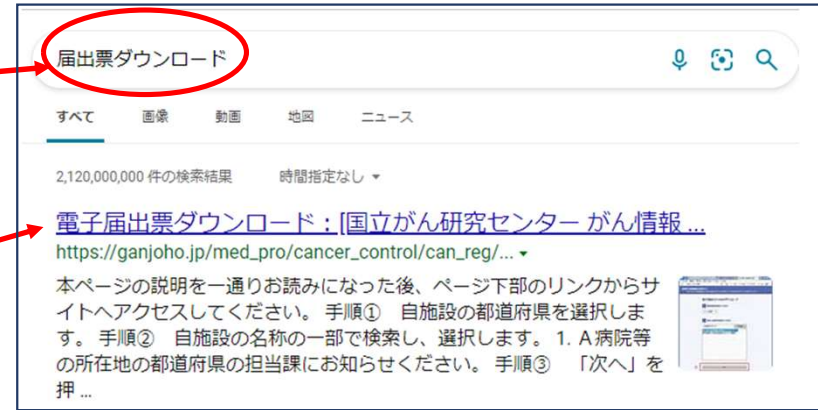 届出票ダウンロード
すべて 画像 動画 地図 ニュース
2,120,000,000 件の検索結果 時間指定なし
電子届出票ダウンロード：[国立がん研究センター がん情報 ...
https://ganjoho.jp/med_pro/cancer_control/can_reg/...
本ページの説明を一通りお読みになった後、ページ下部のリンクからサ
イトへアクセスしてください。 手順① 自施設の都道府県を選択しま
す。 手順② 自施設の名称の一部で検索し、選択します。 1. A 病院等
の所在地の都道府県の担当課にお知らせください。 手順③ 「次へ」を
押 ...